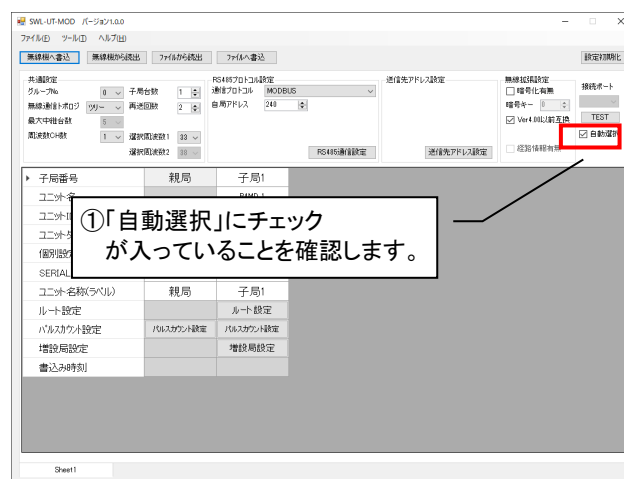 SWL-UT-MOD バージョン1.0.0
ファイル(F) ツール(T) ヘルプ(H)
無線機へ書込 無線機から読出 ファイルから読出 ファイルへ書込 設定初期化
共通設定 RS485プロトコル設定 送信先アドレス設定 無線拡張設定 接続ポート
グループNo. 0 子局台数 1 通信プロトコル MODBUS 暗号化有無
無線通信トポロジ ツリー 再送回数 2 自局アドレス 240 暗号キー 0
最大中継台数 5 Ver4.00以前互換 TEST
周波数CH数 1 選択周波数1 33 自動選択
選択周波数2 38 RS485通信設定 送信先アドレス設定 経路情報有無
子局番号 親局 子局1
①「自動選択」にチェック
が入っていることを確認します。
SERIAL
ユニット名称(ラベル) 親局 子局1
ルート設定 ルート設定
パルスカウント設定 パルスカウント設定 パルスカウント設定
増設局設定 増設局設定
書込み時刻
Sheet1